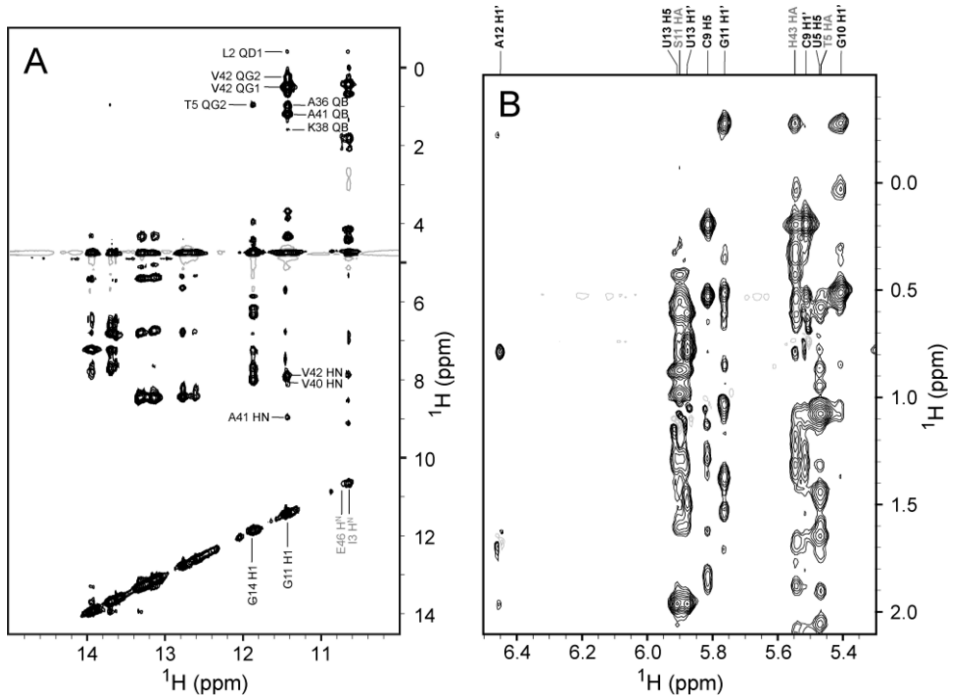 A
L2 QD1
V42 QG2
V42 QG1
T5 QG2
A36 QB
A41 QB
K38 QB
V42 HN
V40 HN
A41 HN
G14 H1
G11 H1
E46 Hᴺ
I3 Hᴺ
0
2
4
6
8
10
12
14
¹H (ppm)
14
13
12
11
¹H (ppm)
B
A12 H1'
U13 H5
S11 HA
U13 H1'
C9 H5
G11 H1'
H43 HA
C9 H1'
U5 H5
T5 HA
G10 H1'
0.0
0.5
1.0
1.5
2.0
¹H (ppm)
6.4
6.2
6.0
5.8
5.6
5.4
¹H (ppm)